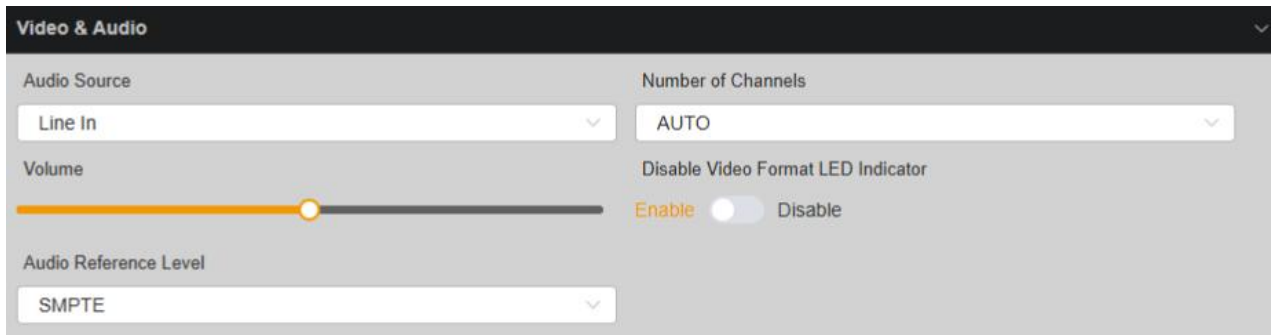 Video & Audio
Audio Source
Number of Channels
Line In
AUTO
Volume
Disable Video Format LED Indicator
Enable Disable
Audio Reference Level
SMPTE